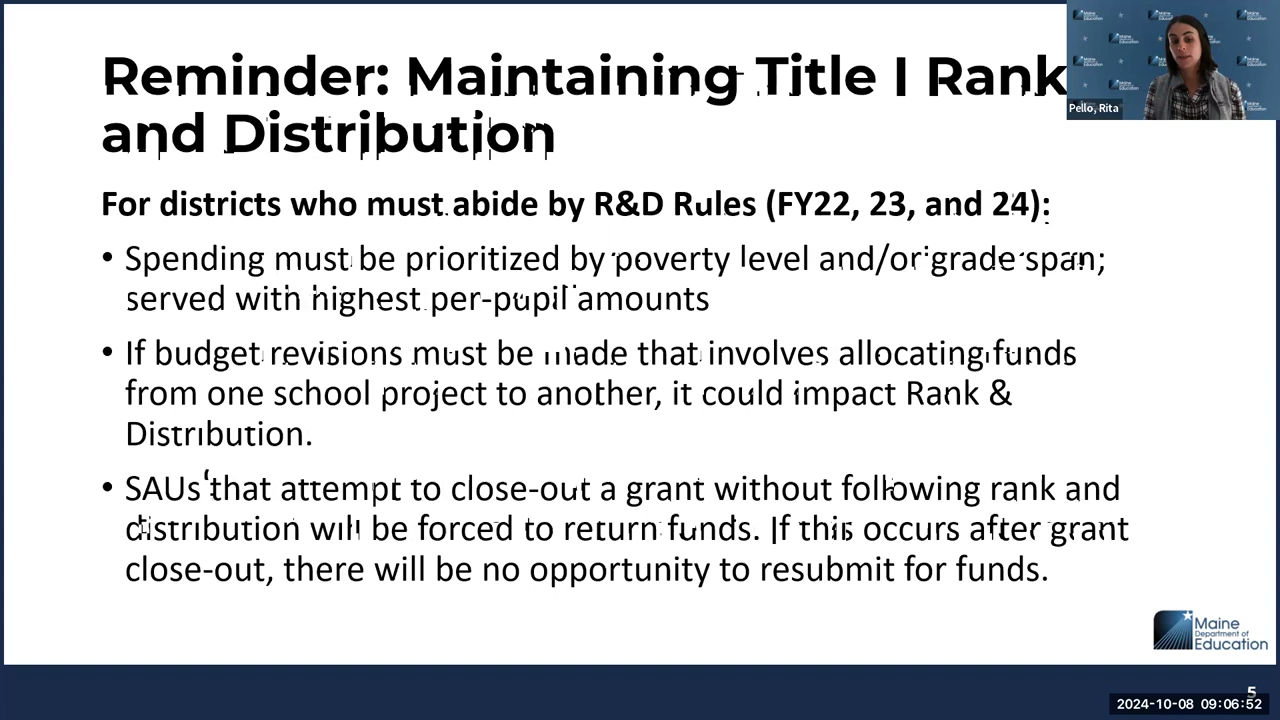 Reminder: Maintaining Title I Rank
and Distribution
For districts who must abide by R&D Rules (FY22, 23, and 24):
• Spending must be prioritized by poverty level and/or grade span;
served with highest per-pupil amounts
• If budget revisions must be made that involves allocating funds
from one school project to another, it could impact Rank &
Distribution.
• SAUs that attempt to close-out a grant without following rank and
distribution will be forced to return funds. If this occurs after grant
close-out, there will be no opportunity to resubmit for funds.
Pello, Rita
Maine
Department of
Education
5
2024-10-08 09:06:52